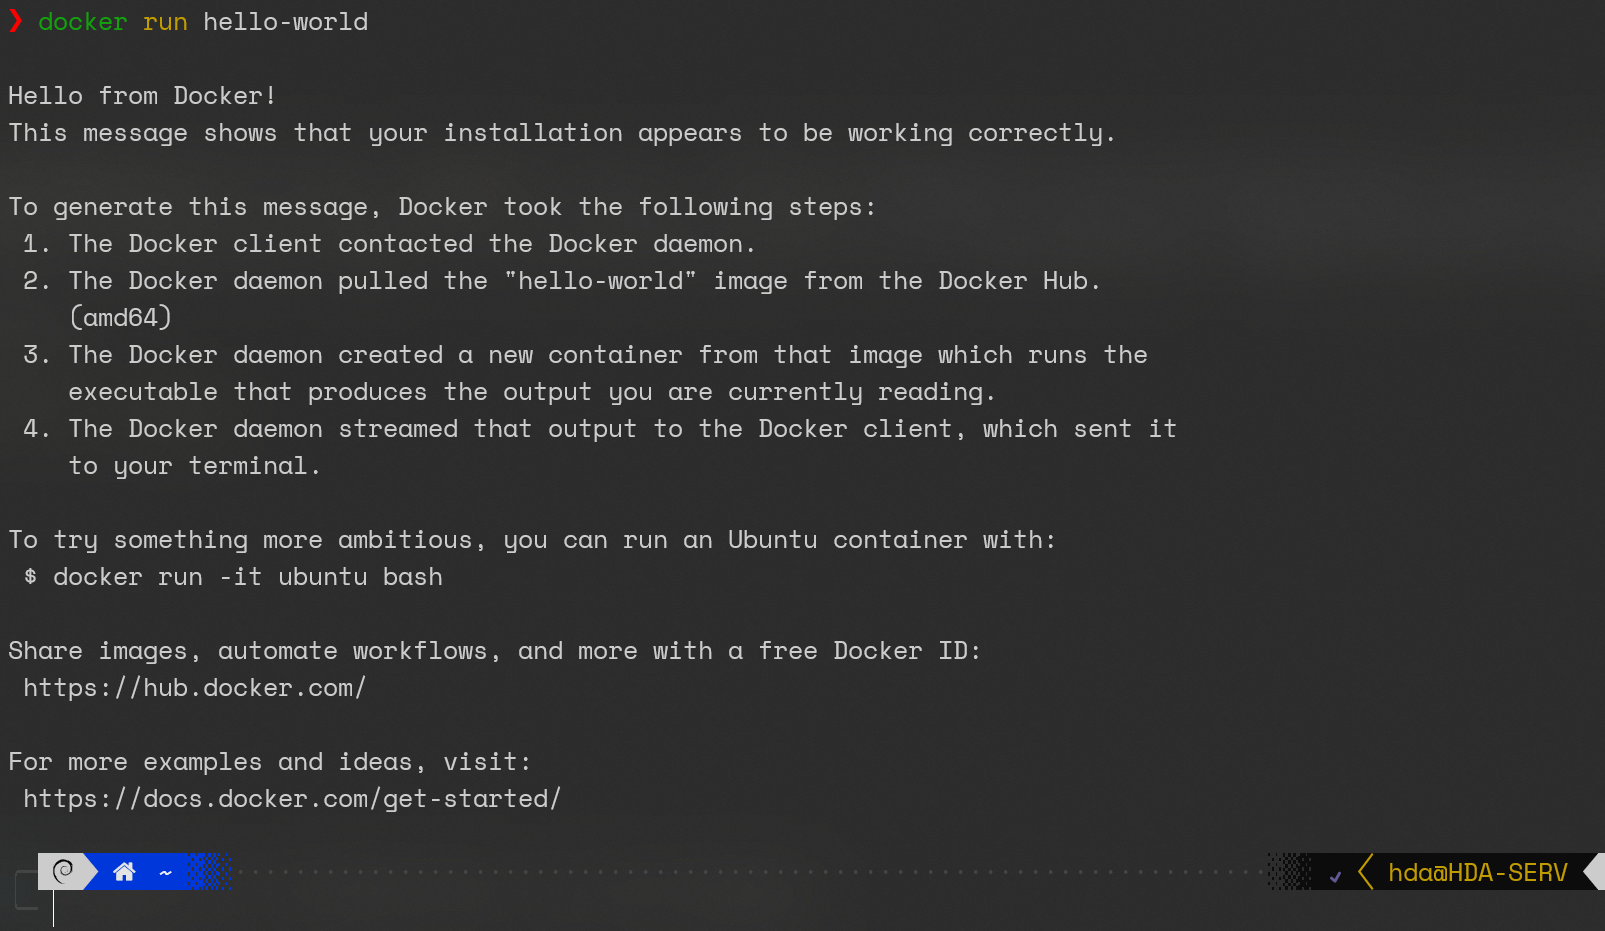 ❯ docker run hello-world
Hello from Docker!
This message shows that your installation appears to be working correctly.
To generate this message, Docker took the following steps:
1. The Docker client contacted the Docker daemon.
2. The Docker daemon pulled the "hello-world" image from the Docker Hub.
(amd64)
3. The Docker daemon created a new container from that image which runs the
executable that produces the output you are currently reading.
4. The Docker daemon streamed that output to the Docker client, which sent it
to your terminal.
To try something more ambitious, you can run an Ubuntu container with:
$ docker run -it ubuntu bash
Share images, automate workflows, and more with a free Docker ID:
https://hub.docker.com/
For more examples and ideas, visit:
https://docs.docker.com/get-started/
~ ✓ hda@HDA-SERV